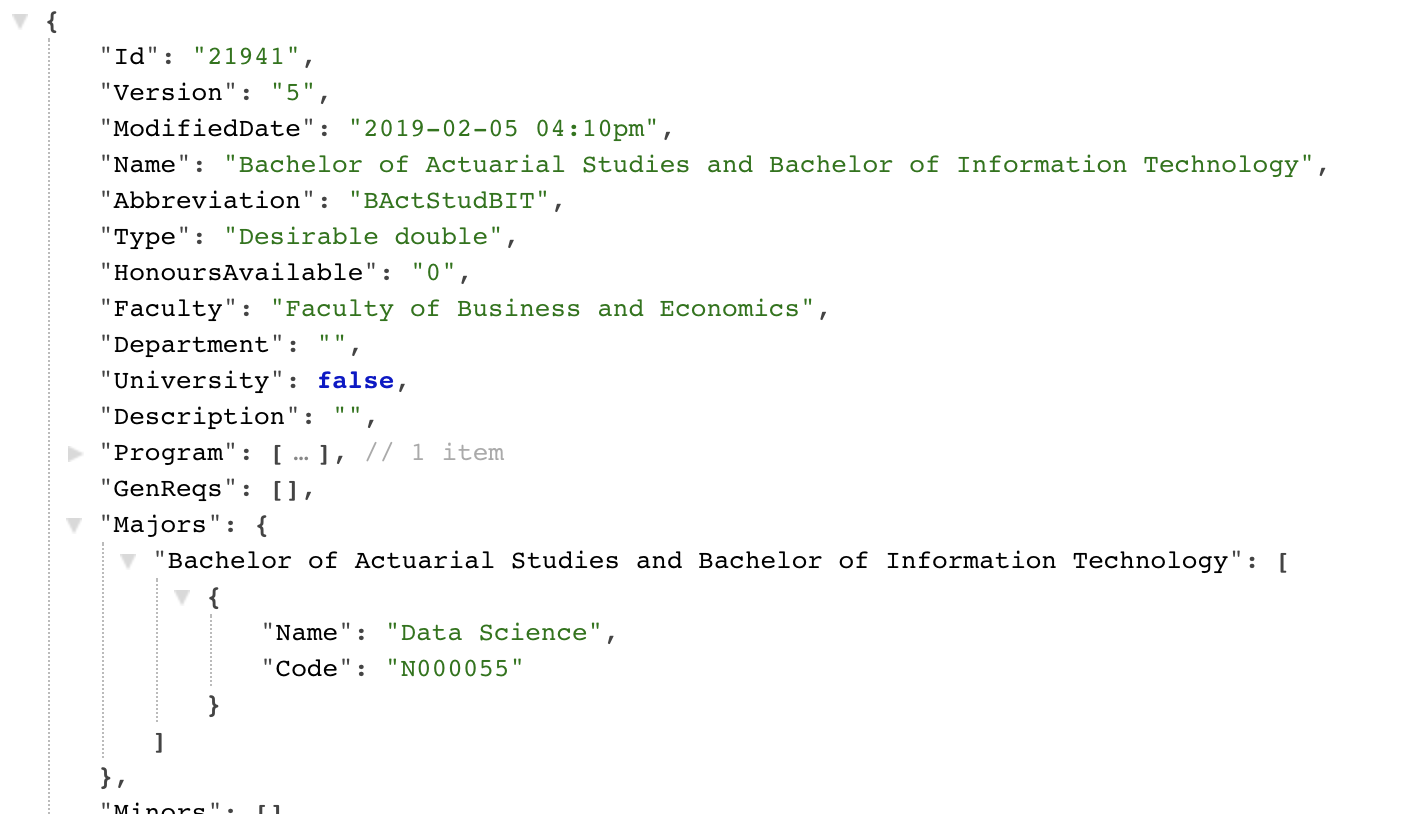 {
"Id": "21941",
"Version": "5",
"ModifiedDate": "2019-02-05 04:10pm",
"Name": "Bachelor of Actuarial Studies and Bachelor of Information Technology",
"Abbreviation": "BActStudBIT",
"Type": "Desirable double",
"HonoursAvailable": "0",
"Faculty": "Faculty of Business and Economics",
"Department": "",
"University": false,
"Description": "",
"Program": [ … ], // 1 item
"GenReqs": [],
"Majors": {
"Bachelor of Actuarial Studies and Bachelor of Information Technology": [
{
"Name": "Data Science",
"Code": "N000055"
}
]
},
"Minors": []